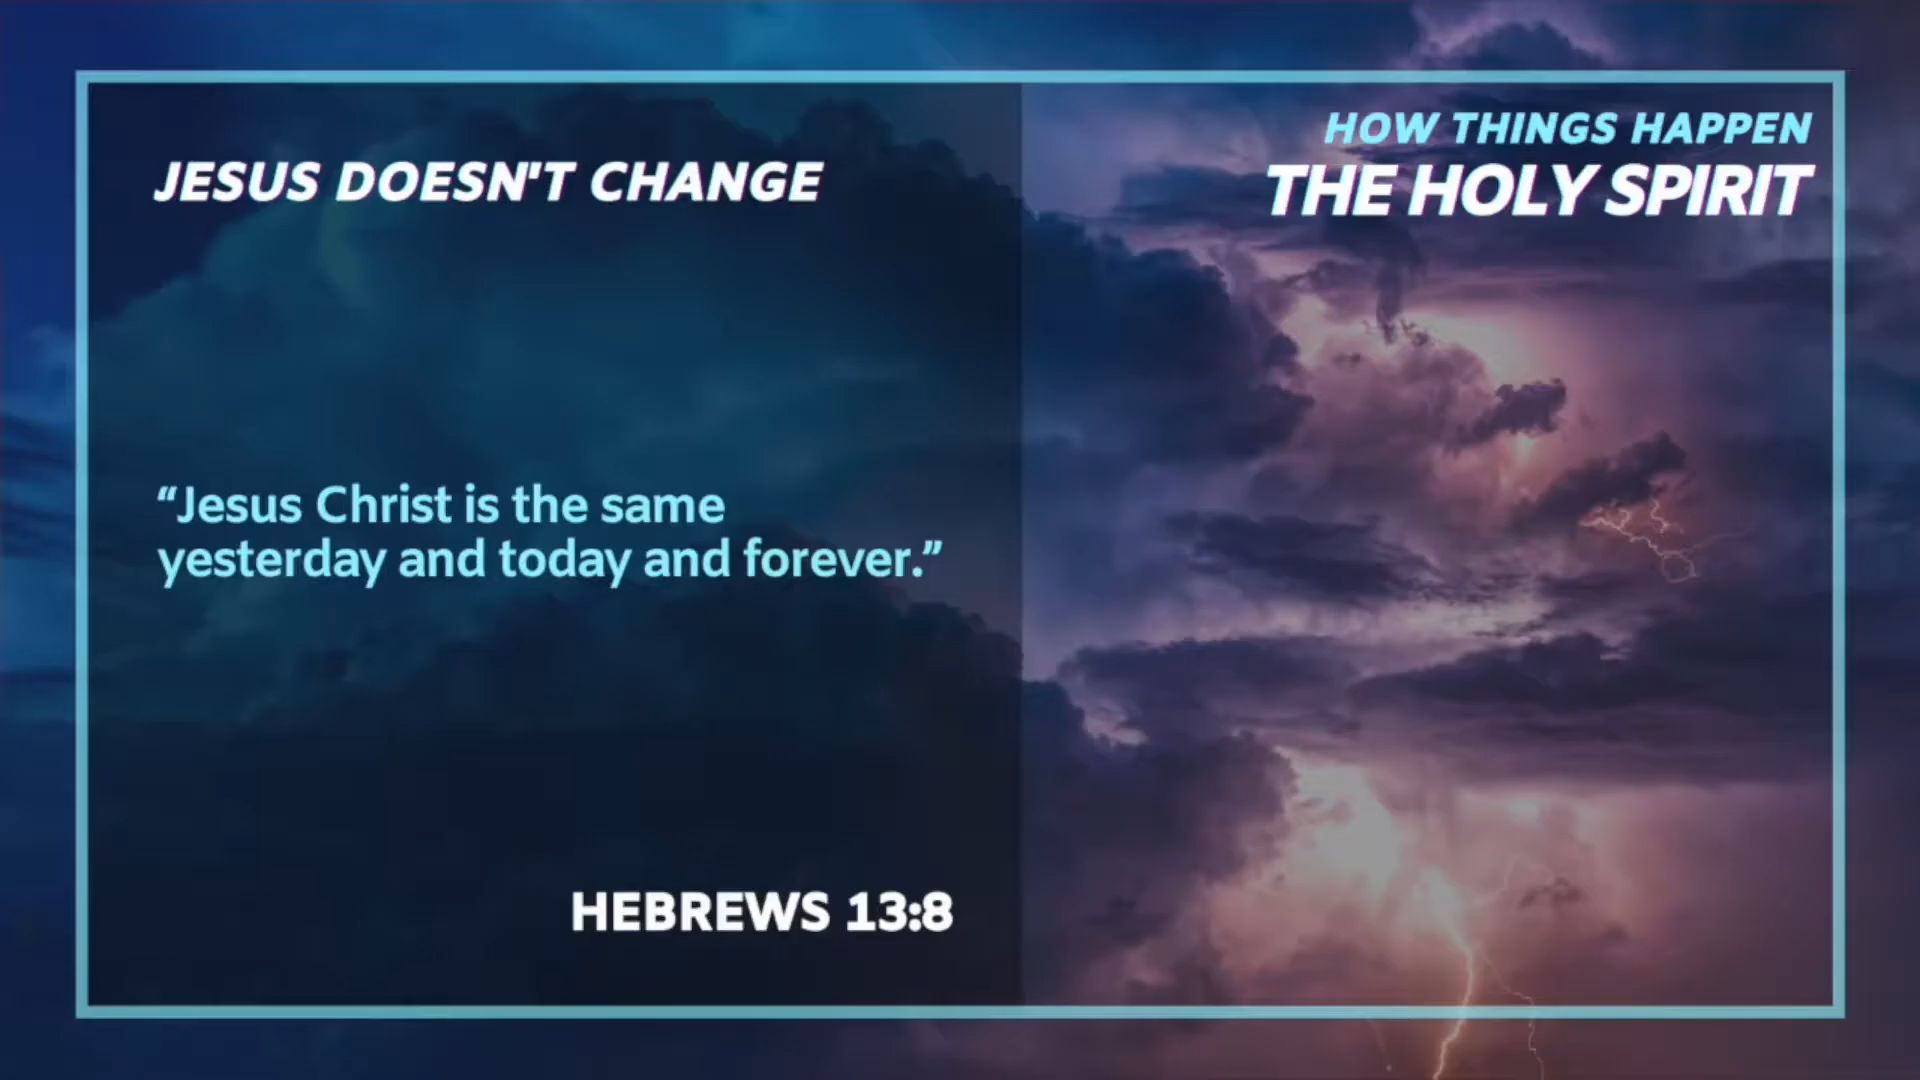 HOW THINGS HAPPEN
THE HOLY SPIRIT
JESUS DOESN'T CHANGE
“Jesus Christ is the same
yesterday and today and forever.”
HEBREWS 13:8